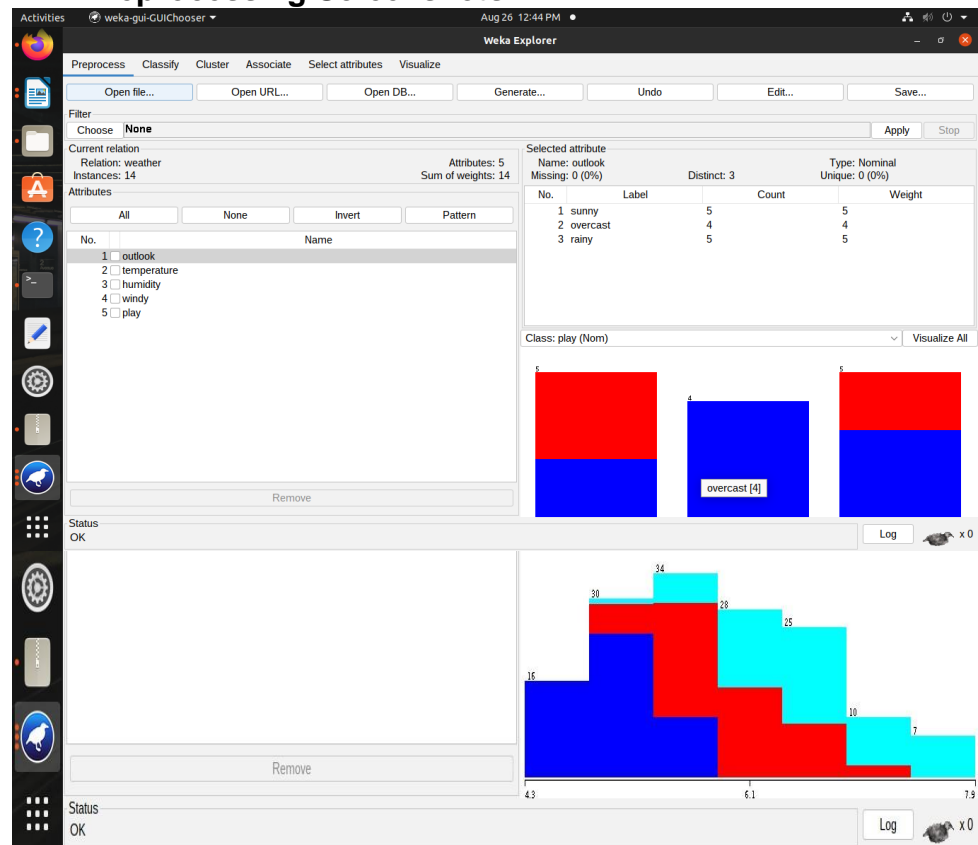 Activities weka-gui-GUIChooser Aug 26 12:44 PM
Weka Explorer
Preprocess Classify Cluster Associate Select attributes Visualize
Open file... Open URL... Open DB... Generate... Undo Edit... Save...
Filter
Choose None Apply Stop
Current relation
Relation: weather Attributes: 5
Instances: 14 Sum of weights: 14
Selected attribute
Name: outlook Type: Nominal
Missing: 0 (0%) Distinct: 3 Unique: 0 (0%)
No. Label Count Weight
1 sunny 5 5
2 overcast 4 4
3 rainy 5 5
Attributes
All None Invert Pattern
No. Name
1 outlook
2 temperature
3 humidity
4 windy
5 play
Remove
Class: play (Nom) Visualize All
5 4 5
overcast [4]
Status
OK
Log x 0
16 30 34 28 25 10 7
4.3 6.1 7.9
Remove
Status
OK
Log x 0